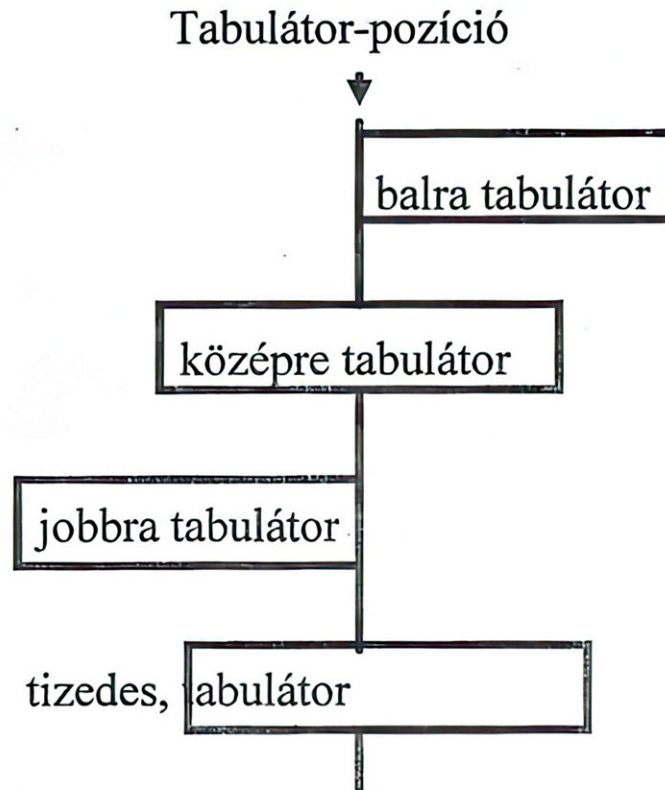 Tabulátor-pozíció
balra tabulátor
középre tabulátor
jobbra tabulátor
tizedes, tabulátor